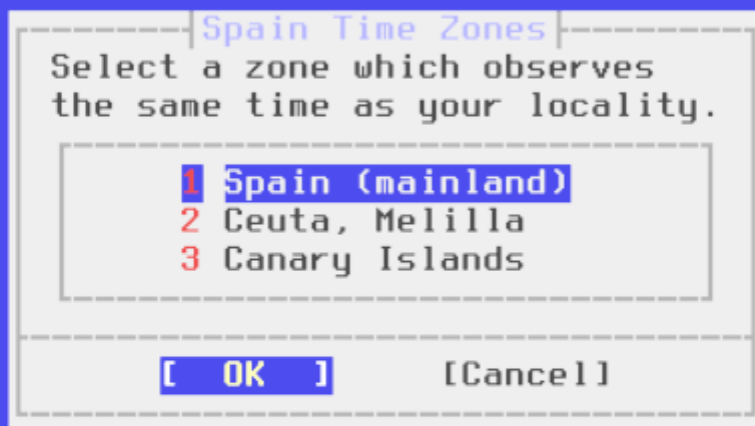 Spain Time Zones
Select a zone which observes
the same time as your locality.
1 Spain (mainland)
2 Ceuta, Melilla
3 Canary Islands
[ OK ] [Cancel]